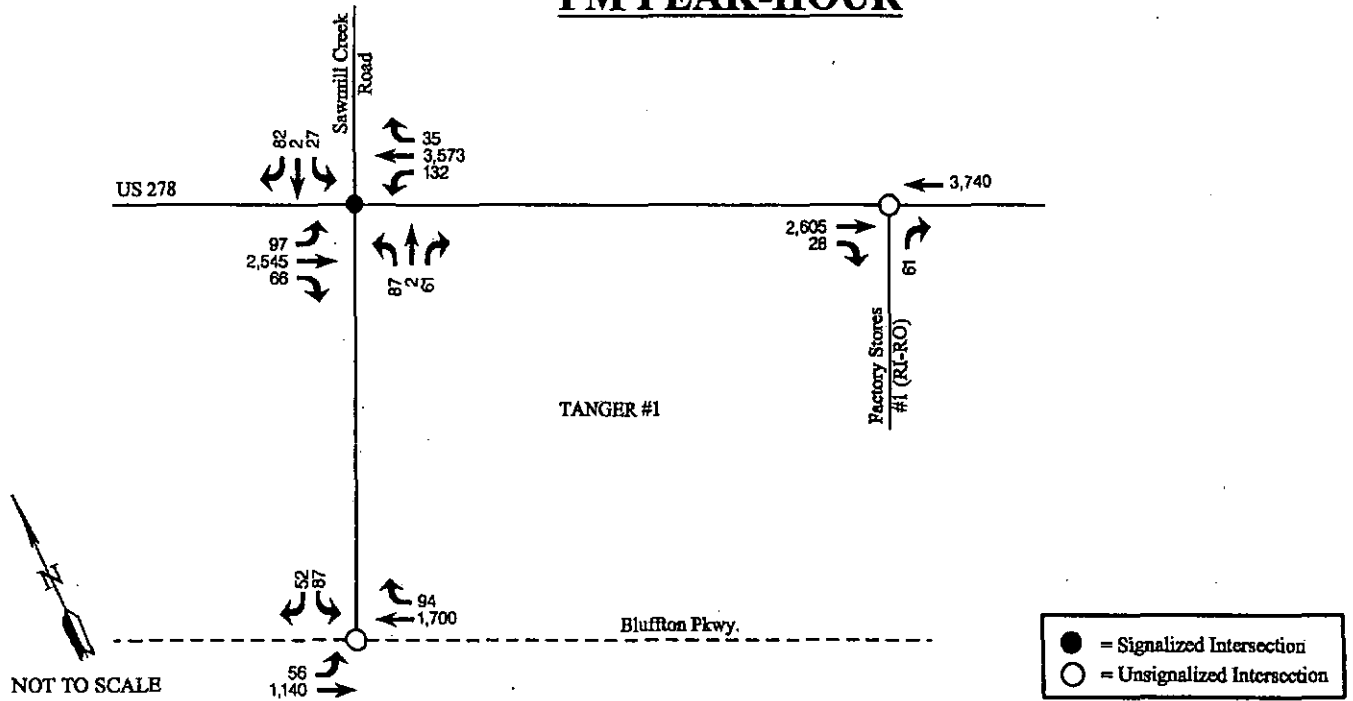 PM PEAK-HOUR
Sawmill Creek
Road
82
2
27
35
3,573
132
US 278
3,740
97
2,545
66
87
2
61
2,605
28
61
Factory Stores
#1 (RI-RO)
TANGER #1
N
NOT TO SCALE
52
87
94
1,700
Bluffton Pkwy.
56
1,140
= Signalized Intersection
= Unsignalized Intersection